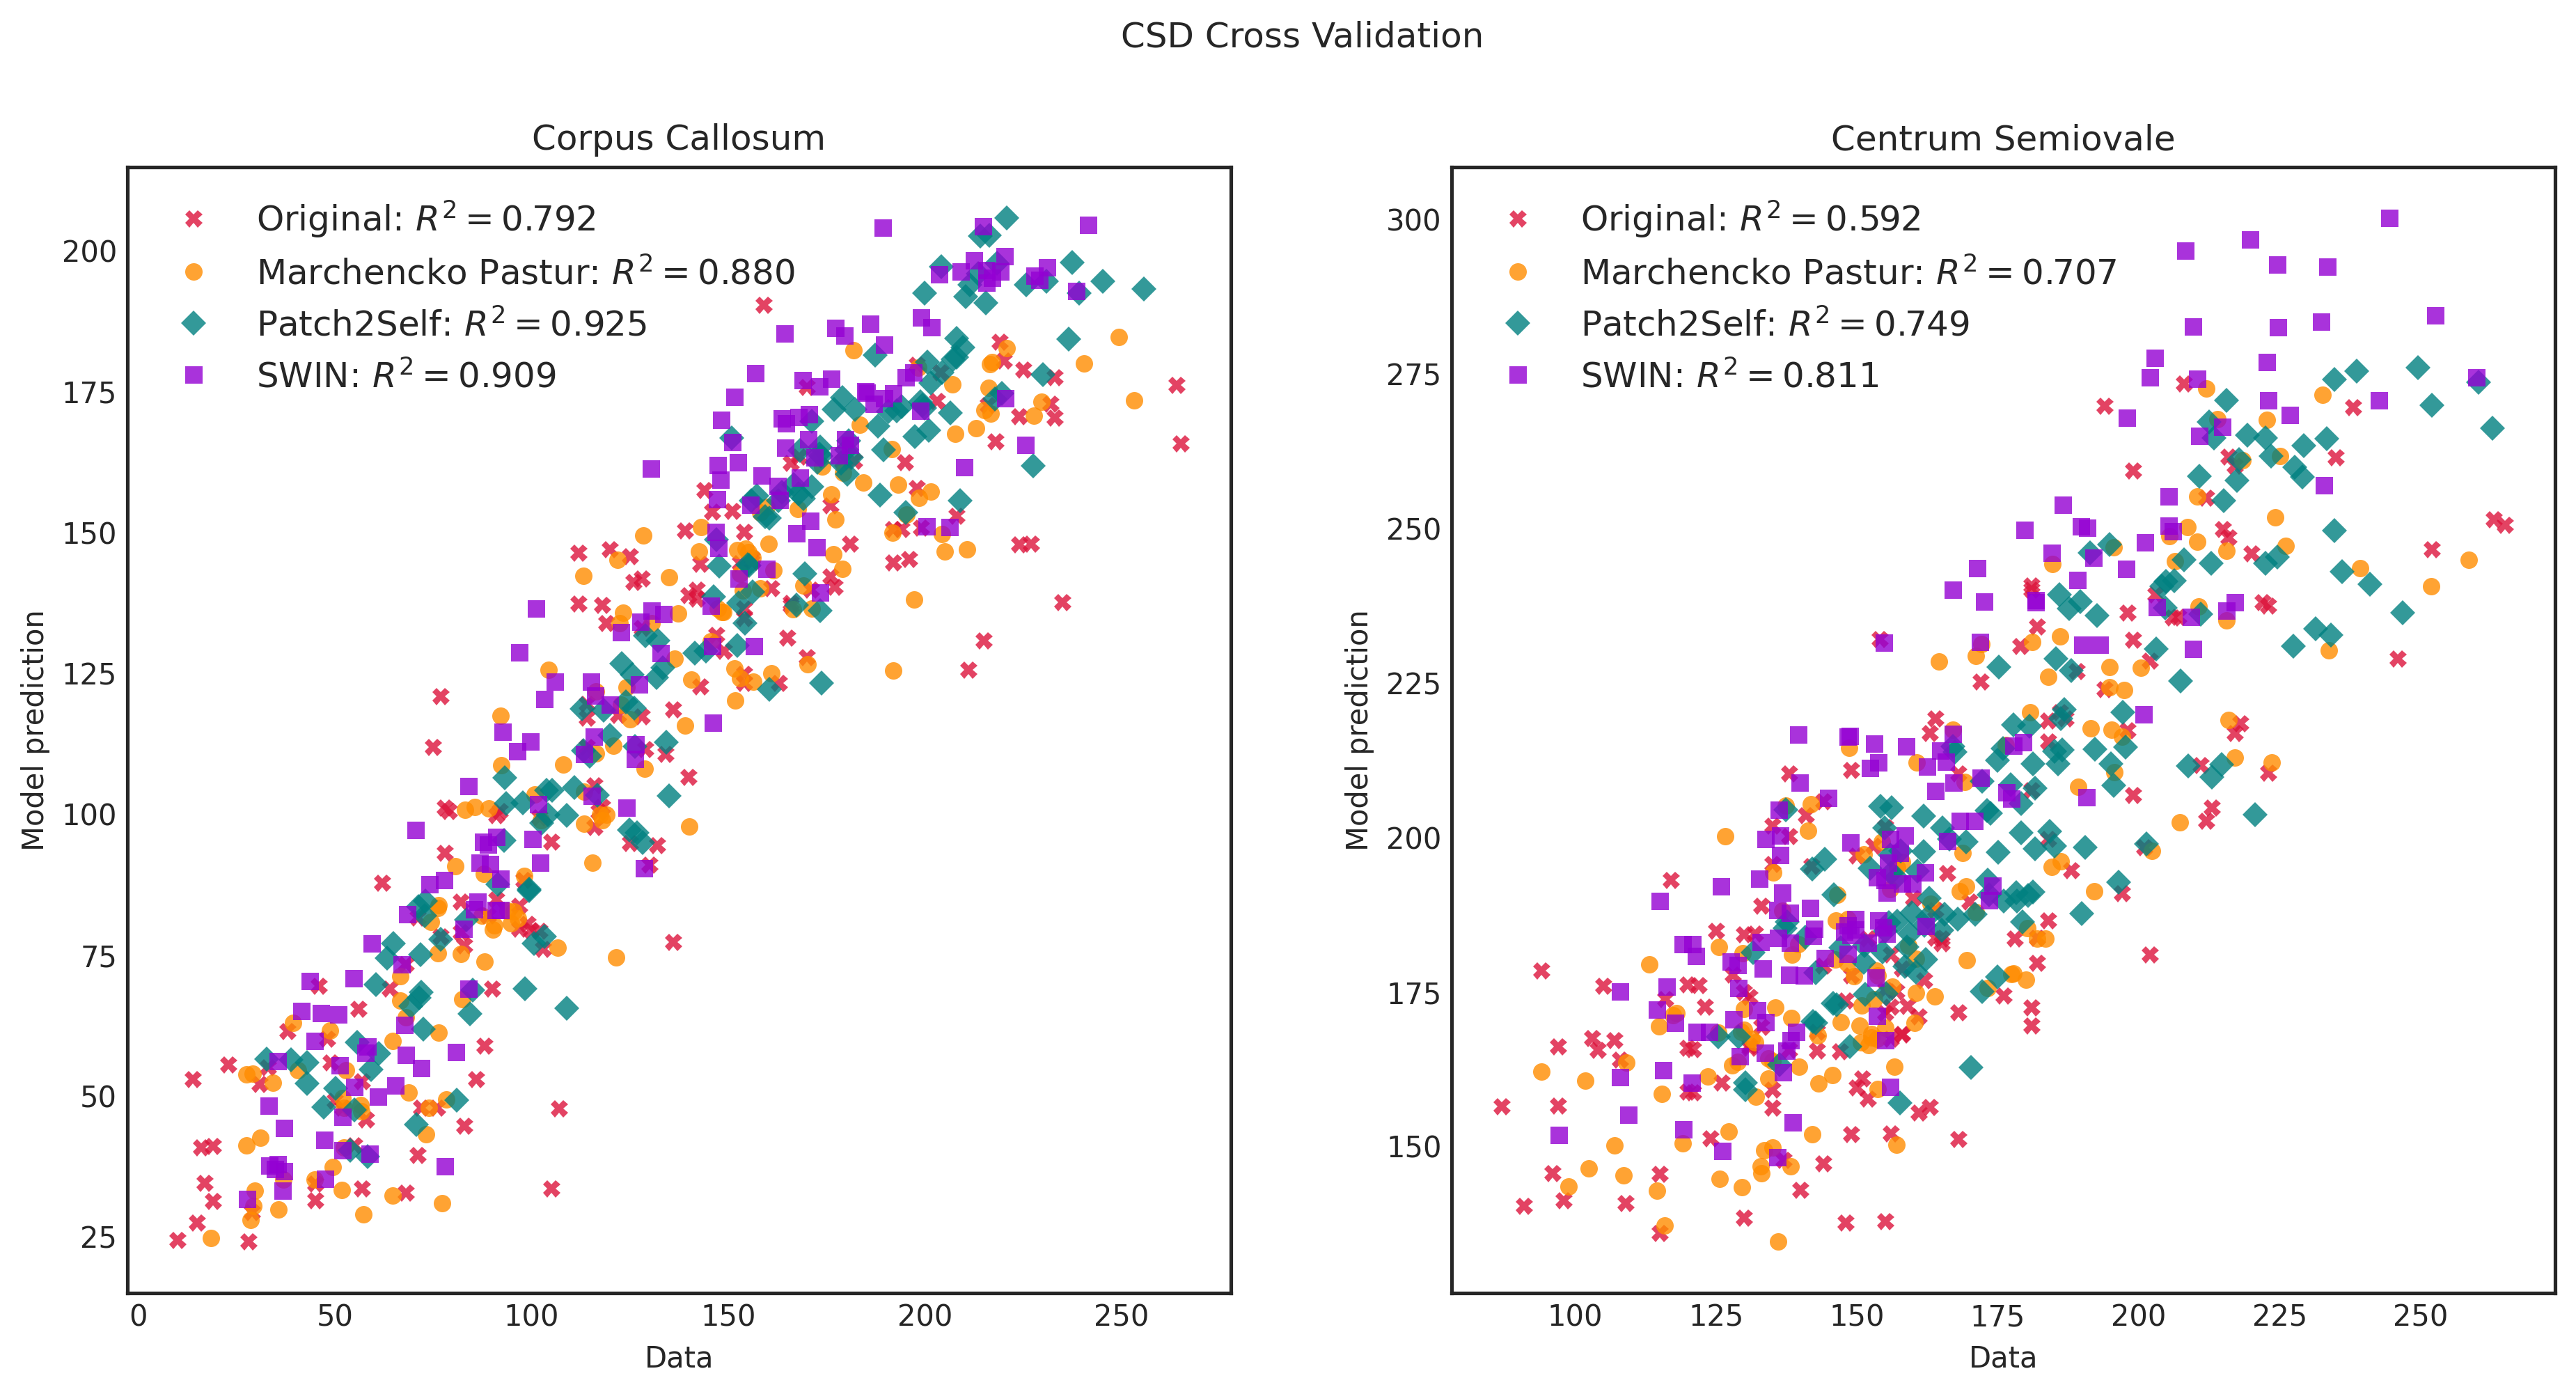 CSD Cross Validation
Corpus Callosum
Original: R² = 0.792
Marchencko Pastur: R² = 0.880
Patch2Self: R² = 0.925
SWIN: R² = 0.909
200
175
150
125
100
75
50
25
Model prediction
0 50 100 150 200 250
Data
Centrum Semiovale
Original: R² = 0.592
Marchencko Pastur: R² = 0.707
Patch2Self: R² = 0.749
SWIN: R² = 0.811
300
275
250
225
200
175
150
Model prediction
100 125 150 175 200 225 250
Data